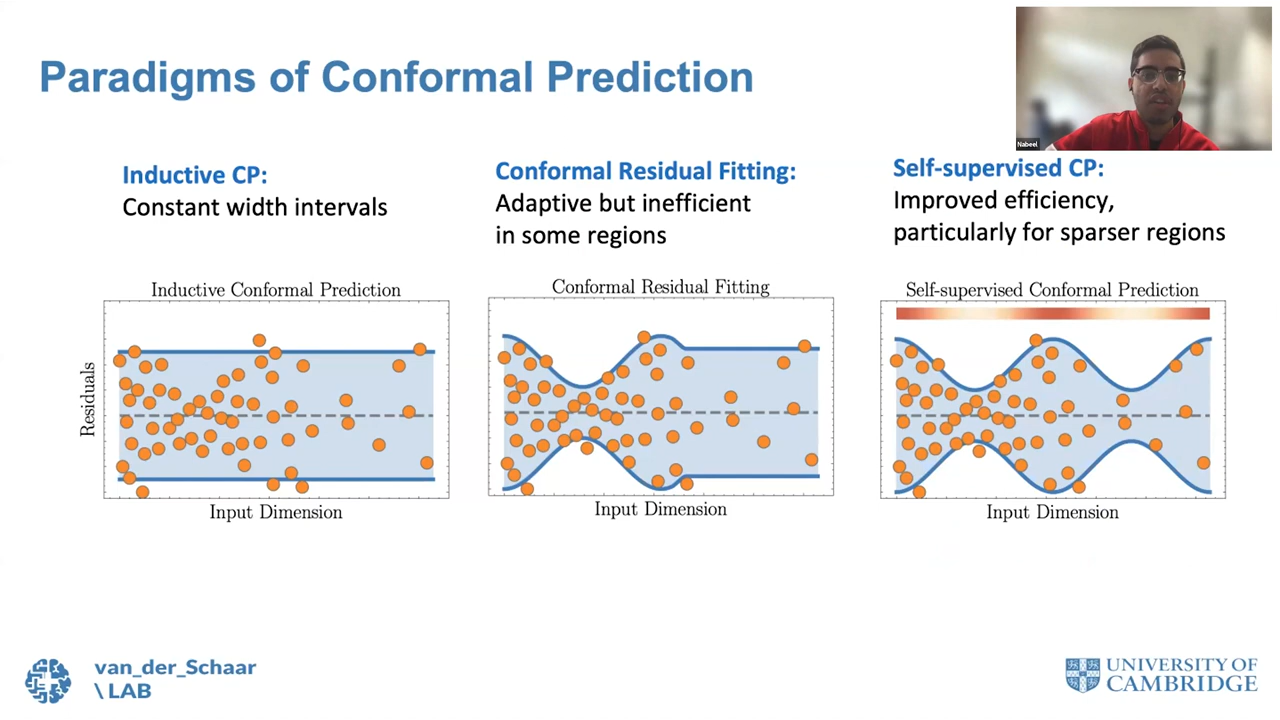 Paradigms of Conformal Prediction
Nabeel
Inductive CP:
Constant width intervals
Conformal Residual Fitting:
Adaptive but inefficient
in some regions
Self-supervised CP:
Improved efficiency,
particularly for sparser regions
Inductive Conformal Prediction
Residuals
Input Dimension
Conformal Residual Fitting
Input Dimension
Self-supervised Conformal Prediction
Input Dimension
van_der_Schaar
\ LAB
UNIVERSITY OF
CAMBRIDGE